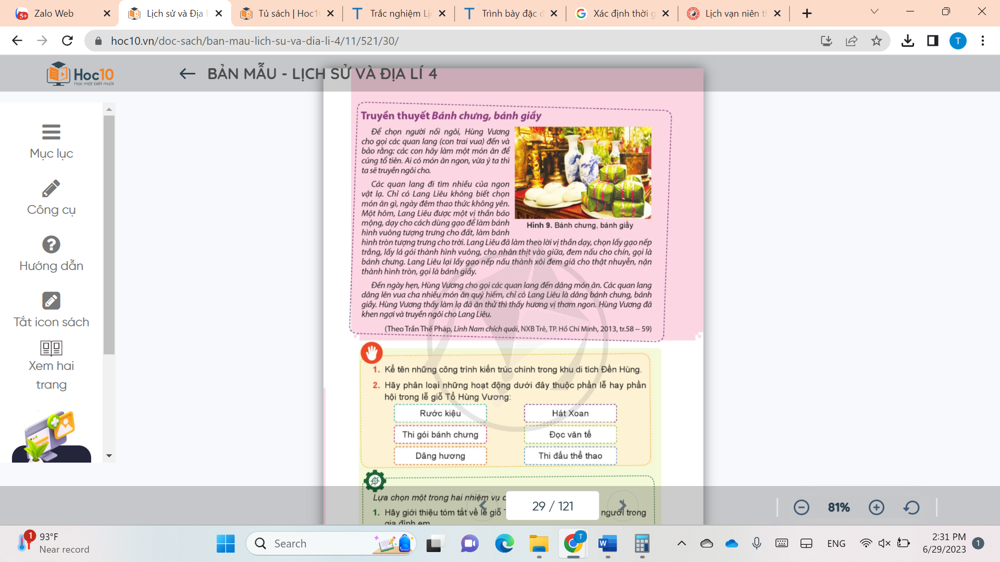 Zalo Web
Lịch sử và Địa l
Tủ sách | Hoc1
Trắc nghiệm Lị
Trình bày đặc đ
Xác định thời g
Lịch vạn niên th
5+
hoc10.vn/doc-sach/ban-mau-lich-su-va-dia-li-4/11/521/30/
T
Hoc10
Học một biết mười
BẢN MẪU - LỊCH SỬ VÀ ĐỊA LÍ 4
Mục lục
Công cụ
Hướng dẫn
Tắt icon sách
Xem hai
trang
Truyền thuyết Bánh chưng, bánh giầy
Để chọn người nối ngôi, Hùng Vương
cho gọi các quan lang (con trai vua) đến và
bảo rằng: các con hãy làm một món ăn để
cúng tổ tiên. Ai có món ăn ngon, vừa ý ta thì
ta sẽ truyền ngôi cho.
Các quan lang đi tìm nhiều của ngon
vật lạ. Chỉ có Lang Liêu không biết chọn
món ăn gì, ngày đêm thao thức không yên.
Một hôm, Lang Liêu được một vị thần báo
mộng, dạy cho cách dùng gạo để làm bánh
hình vuông tượng trưng cho đất, làm bánh
hình tròn tượng trưng cho trời. Lang Liêu đã làm theo lời vị thần dạy, chọn lấy gạo nếp
trắng, lấy lá gói thành hình vuông, cho nhân thịt vào giữa, đem nấu cho chín, gọi là
bánh chưng. Lang Liêu lại lấy gạo nếp nấu thành xôi đem giã cho thật nhuyễn, nặn
thành hình tròn, gọi là bánh giầy.
Hình 9. Bánh chưng, bánh giầy
Đến ngày hẹn, Hùng Vương cho gọi các quan lang đến dâng món ăn. Các quan lang
dâng lên vua cha nhiều món ăn quý hiếm, chỉ có Lang Liêu là dâng bánh chưng, bánh
giầy. Hùng Vương thấy làm lạ đã ăn thử thì thấy hương vị thơm ngon. Hùng Vương đã
khen ngợi và truyền ngôi cho Lang Liêu.
(Theo Trần Thế Pháp, Lĩnh Nam chích quái, NXB Trẻ, TP. Hồ Chí Minh, 2013, tr.58 – 59)
1. Kể tên những công trình kiến trúc chính trong khu di tích Đền Hùng.
2. Hãy phân loại những hoạt động dưới đây thuộc phần lễ hay phần
hội trong lễ giỗ Tổ Hùng Vương:
Rước kiệu
Hát Xoan
Thi gói bánh chưng
Đọc văn tế
Dâng hương
Thi đấu thể thao
Lựa chọn một trong hai nhiệm vụ
1. Hãy giới thiệu tóm tắt về lễ giỗ
người trong
gia đình em
29 / 121
81%
1
93°F
Near record
Search
T
ENG
2:31 PM
6/29/2023
1